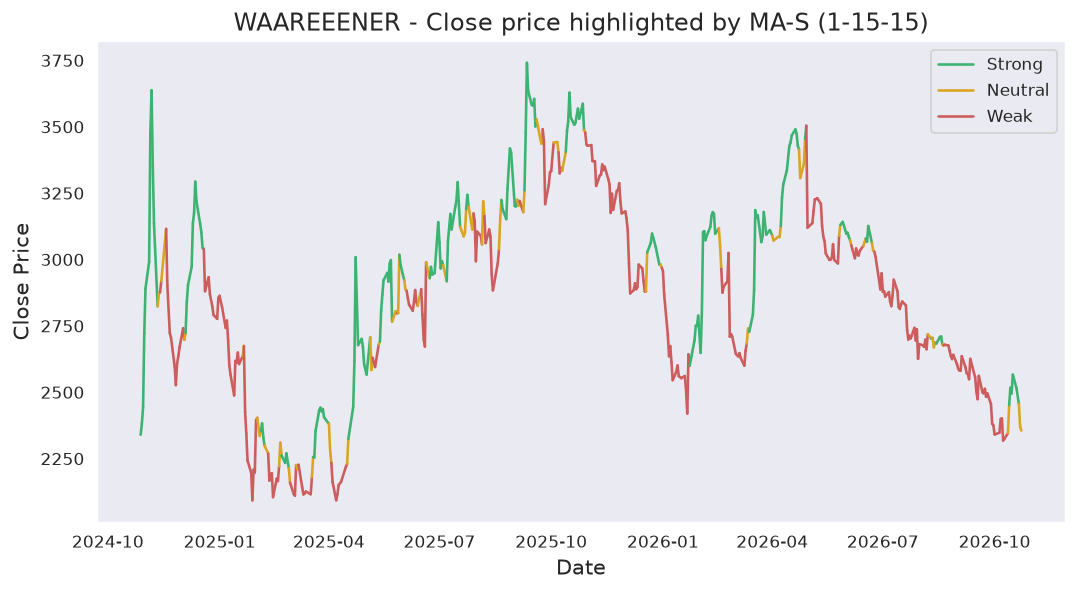 WAAREEENER - Close price highlighted by MA-S (1-15-15)
Strong
Neutral
Weak
Close Price
3750
3500
3250
3000
2750
2500
2250
2024-10 2025-01 2025-04 2025-07 2025-10 2026-01 2026-04 2026-07 2026-10
Date